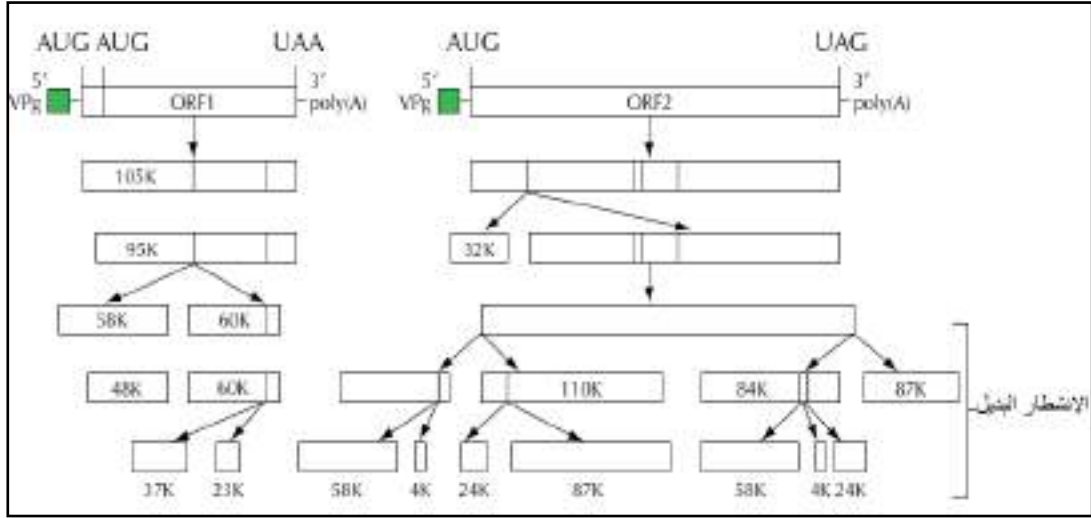 AUG AUG UAA AUG UAG
5′ 3′ 5′ 3′
VPg ORF1 poly(A) VPg ORF2 poly(A)
105K
95K 32K
58K 60K
48K 60K 110K 84K 87K
الانشطار البديل
37K 23K 58K 4K 24K 87K 58K 4K 24K